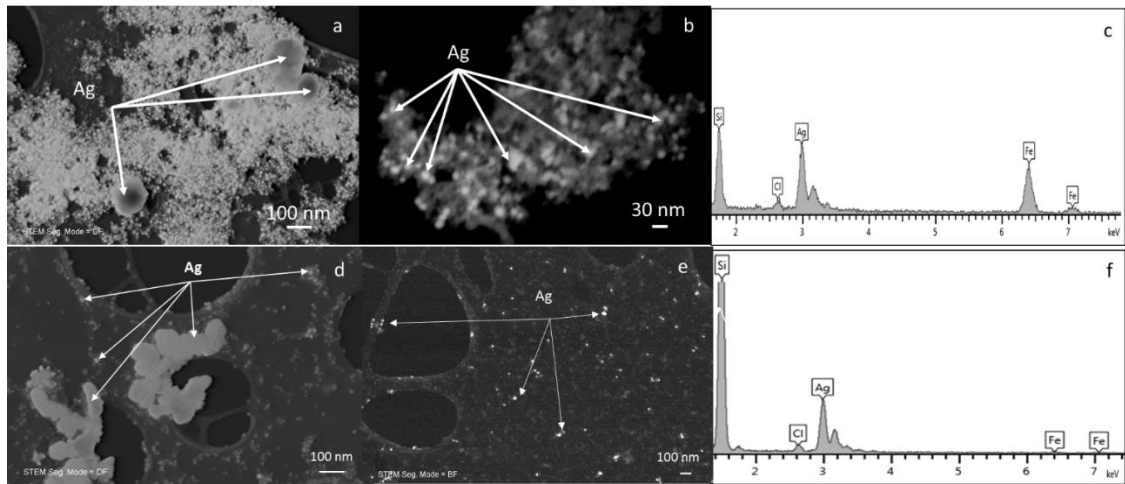 a
Ag
100 nm
STEM Seg. Mode = DF
b
Ag
30 nm
c
Si
Cl
Ag
Fe
Fe
2 3 4 5 6 7
keV
d
Ag
100 nm
STEM Seg. Mode = DF
e
Ag
100 nm
STEM Seg. Mode = BF
f
Si
Cl
Ag
Fe
Fe
2 3 4 5 6 7
keV